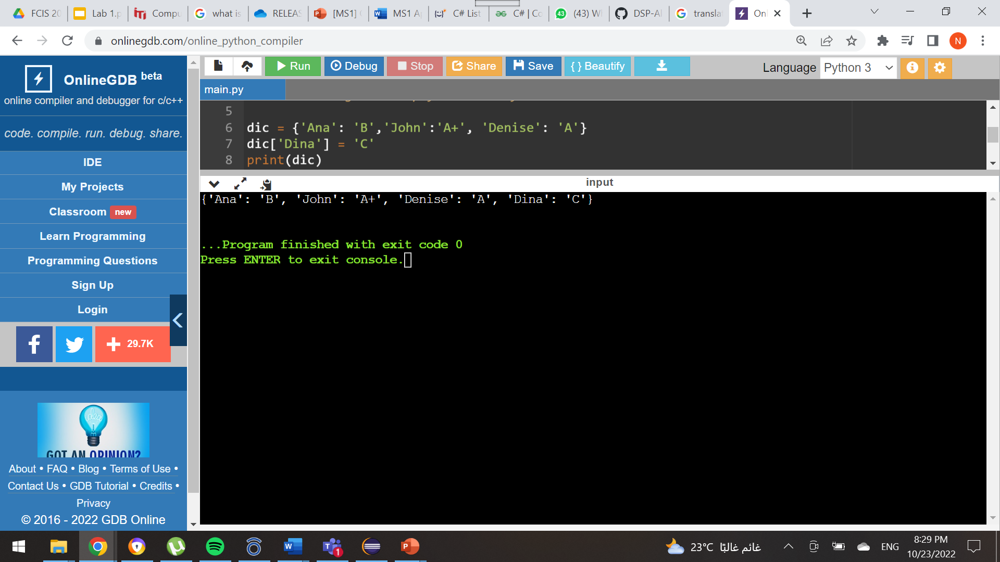 FCIS 20
Lab 1.p
Compu
what is
RELEAS
[MS1]
MS1 A
C# List
C# | Co
(43) W
DSP-Al
transla
Onl
onlinegdb.com/online_python_compiler
N
OnlineGDB beta
online compiler and debugger for c/c++
code. compile. run. debug. share.
IDE
My Projects
Classroom new
Learn Programming
Programming Questions
Sign Up
Login
29.7K
GOT AN OPINION?
About • FAQ • Blog • Terms of Use •
Contact Us • GDB Tutorial • Credits •
Privacy
© 2016 - 2022 GDB Online
Run Debug Stop Share Save { } Beautify
Language Python 3
main.py
5
6 dic = {'Ana': 'B','John':'A+', 'Denise': 'A'}
7 dic['Dina'] = 'C'
8 print(dic)
input
{'Ana': 'B', 'John': 'A+', 'Denise': 'A', 'Dina': 'C'}
...Program finished with exit code 0
Press ENTER to exit console.
23°C غائم غالبًا
ENG
8:29 PM
10/23/2022